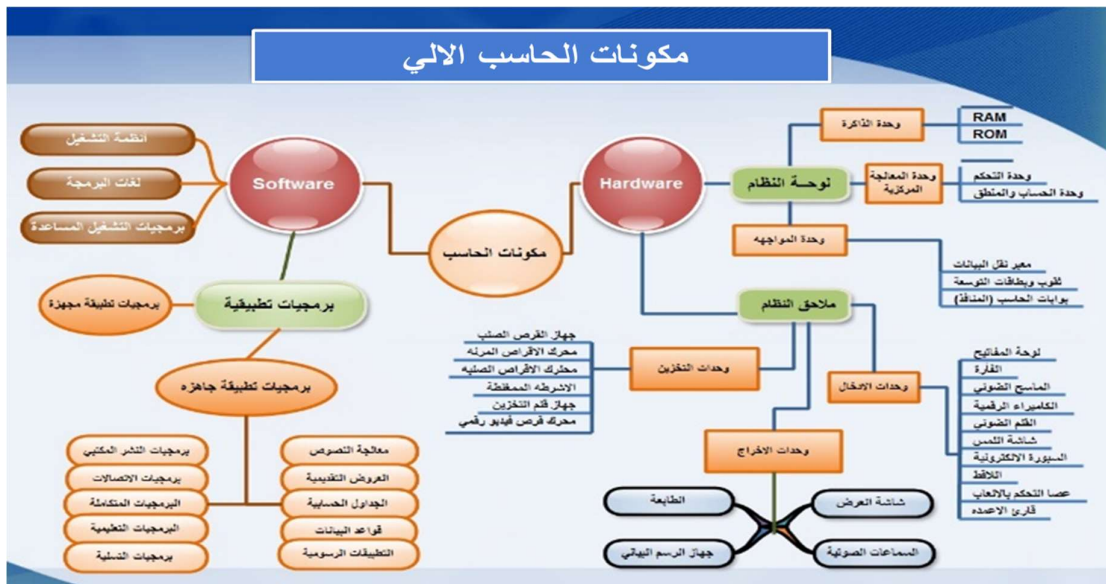 مكونات الحاسب الالي
مكونات الحاسب
Hardware
لوحة النظام
وحدة الذاكرة
RAM
ROM
وحدة المعالجة
المركزية
وحدة التحكم
وحدة الحساب والمنطق
وحدة المواجهه
معبر نقل البيانات
ثقوب وبطاقات التوسعة
بوابات الحاسب (المنافذ)
ملاحق النظام
وحدات الادخال
لوحة المفاتيح
الفارة
الماسح الضوئي
الكاميراء الرقمية
القلم الضوئي
شاشة اللمس
السبورة الالكترونية
اللاقط
عصا التحكم بالالعاب
قارئ الاعمده
وحدات التخزين
جهاز القرص الصلب
محرك الاقراص المرنه
محرك الاقراص الصلبه
الاشرطه الممغنطة
جهاز قلم التخزين
محرك قرص فيديو رقمي
وحدات الاخراج
شاشة العرض
الطابعة
السماعات الصوتية
جهاز الرسم البياني
Software
انظمة التشغيل
لغات البرمجة
برمجيات التشغيل المساعدة
برمجيات تطبيقية
برمجيات تطبيقة مجهزة
برمجيات تطبيقة جاهزه
معالجة النصوص
العروض التقديمية
الجداول الحسابية
قواعد البيانات
التطبيقات الرسومية
برمجيات النشر المكتبي
برمجيات الاتصالات
البرمجيات المتكاملة
البرمجيات التعليمية
برمجيات التسلية